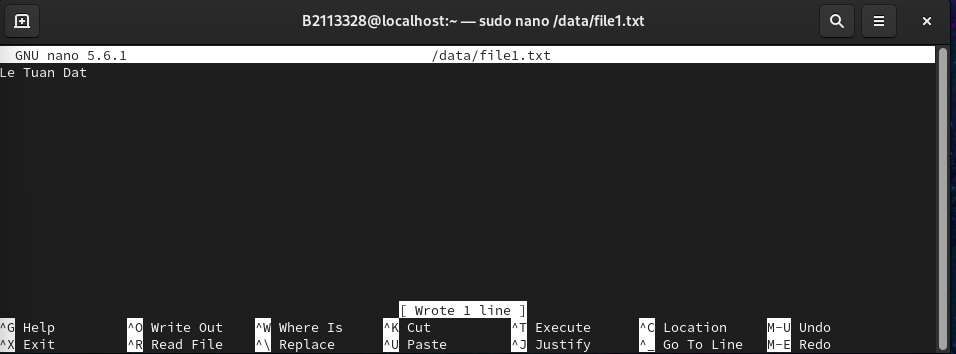 B2113328@localhost:~ — sudo nano /data/file1.txt
GNU nano 5.6.1 /data/file1.txt
Le Tuan Dat
[ Wrote 1 line ]
^G Help ^O Write Out ^W Where Is ^K Cut ^T Execute ^C Location M-U Undo
^X Exit ^R Read File ^\ Replace ^U Paste ^J Justify ^_ Go To Line M-E Redo